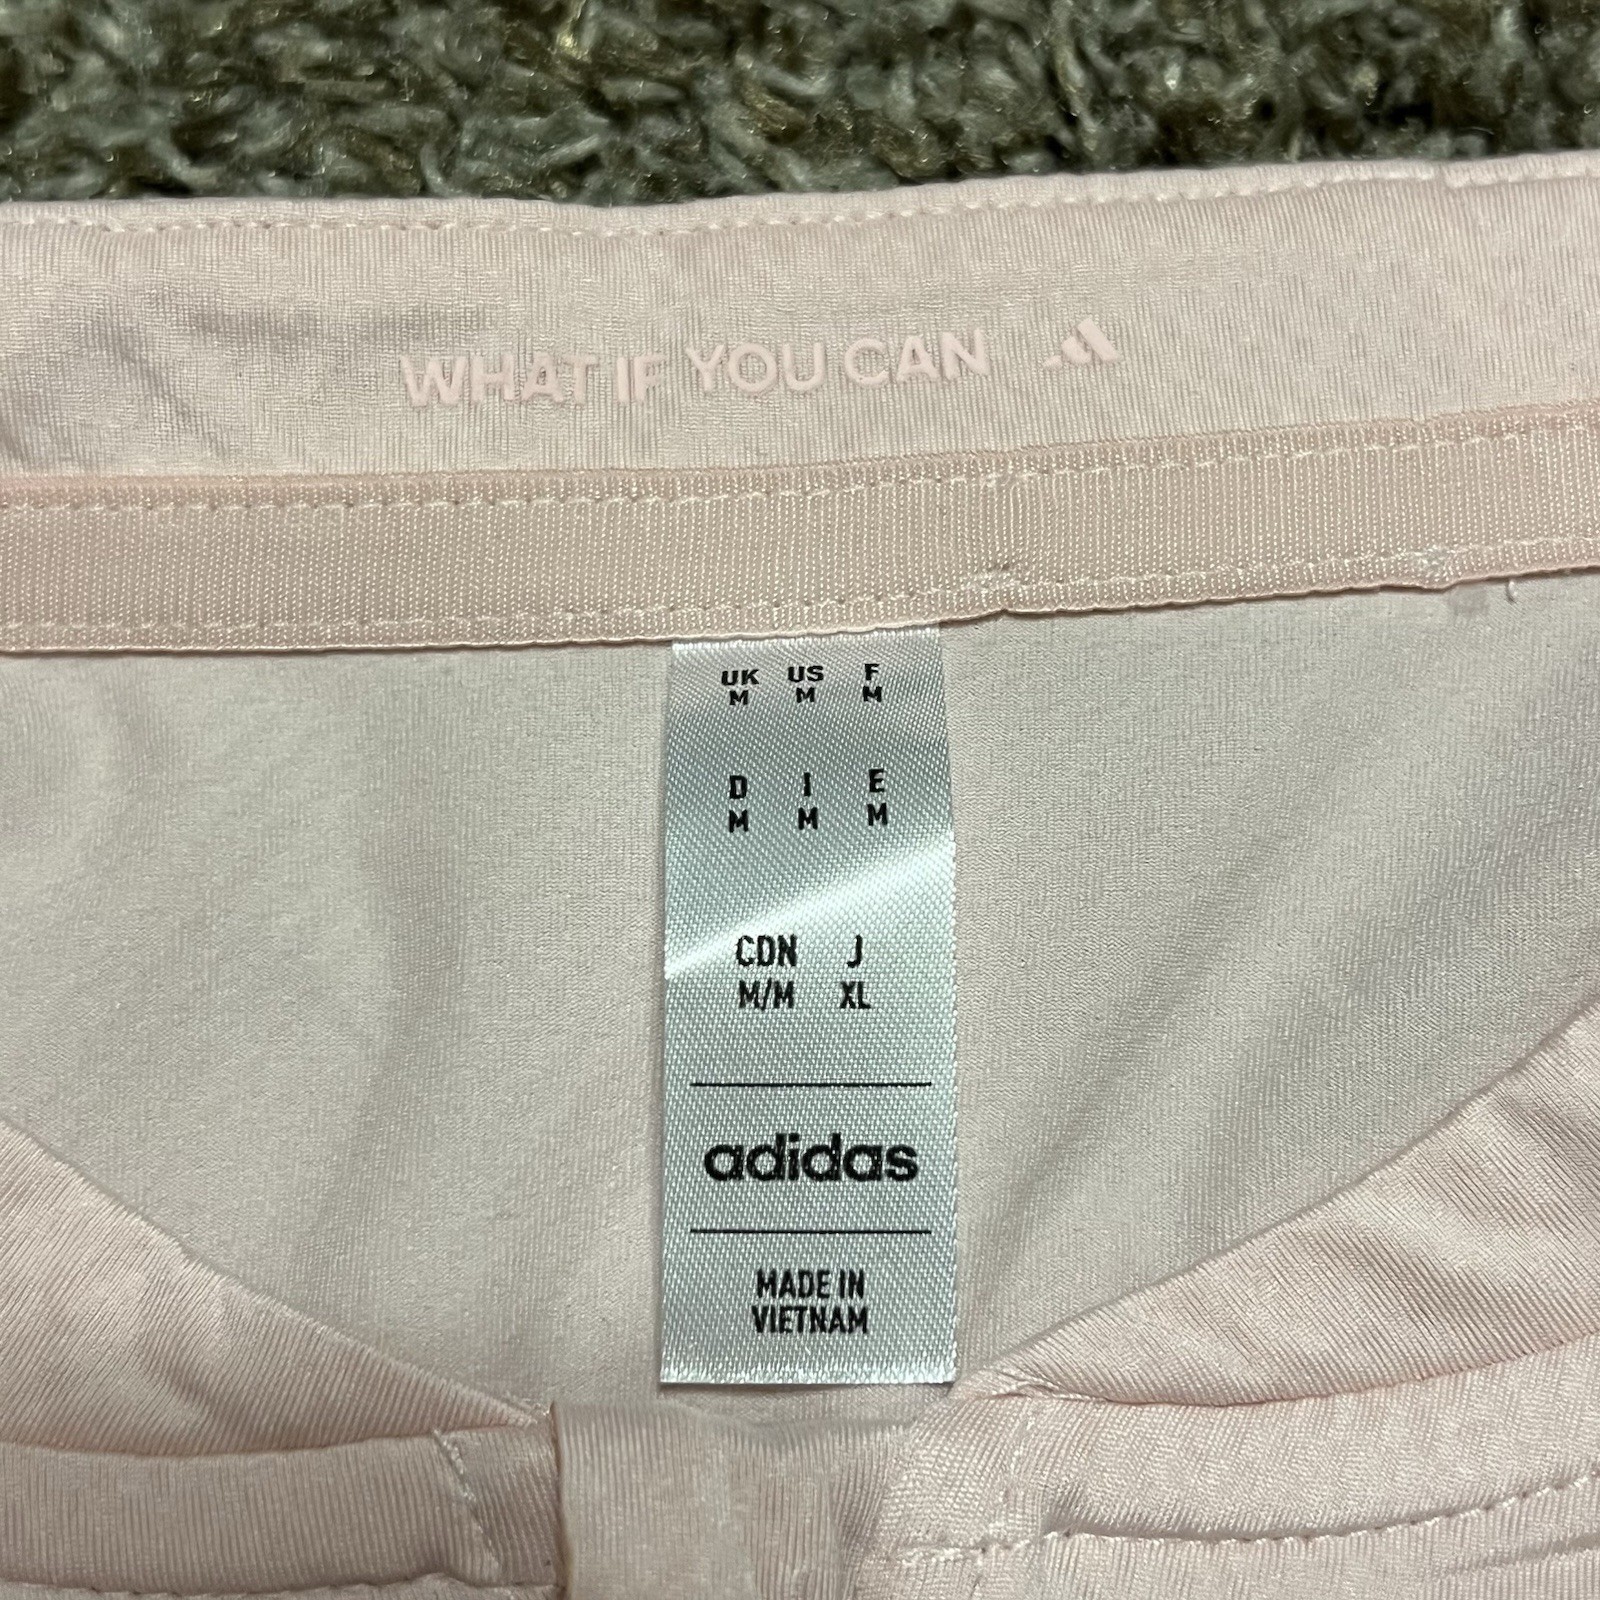 WHAT IF YOU CAN
UK US F
M M M
D I E
M M M
CDN J
M/M XL
adidas
MADE IN
VIETNAM